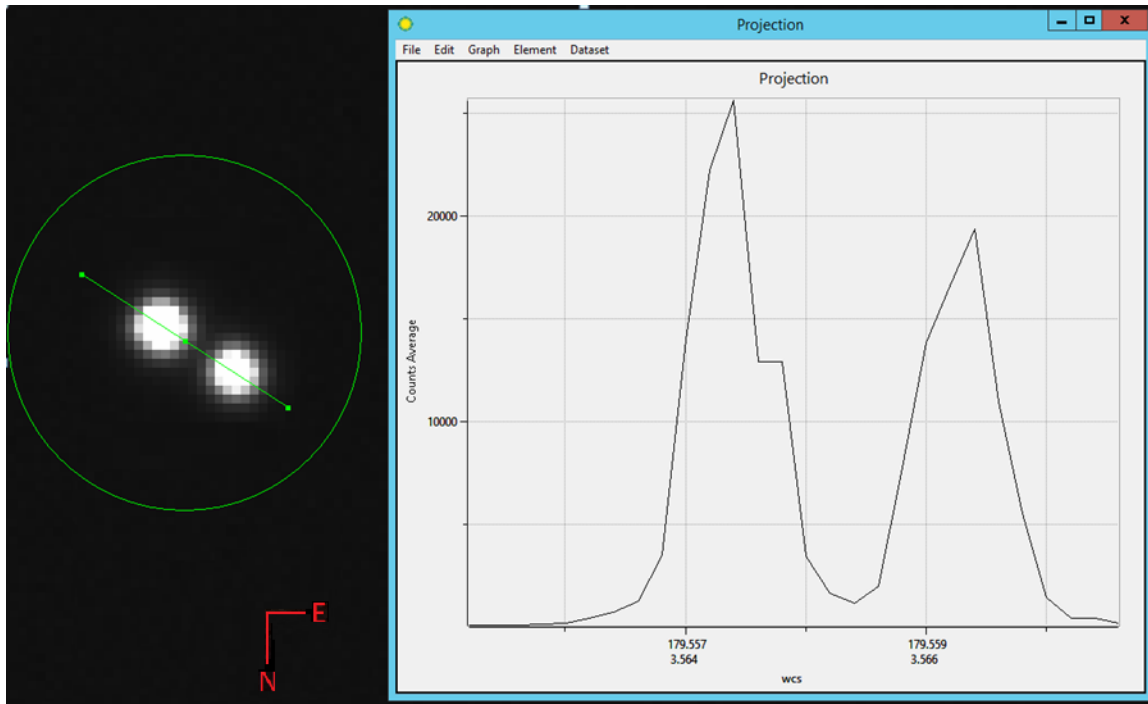 Projection
File Edit Graph Element Dataset
Projection
20000
10000
Counts Average
179.557
3.564
179.559
3.566
wcs
E
N